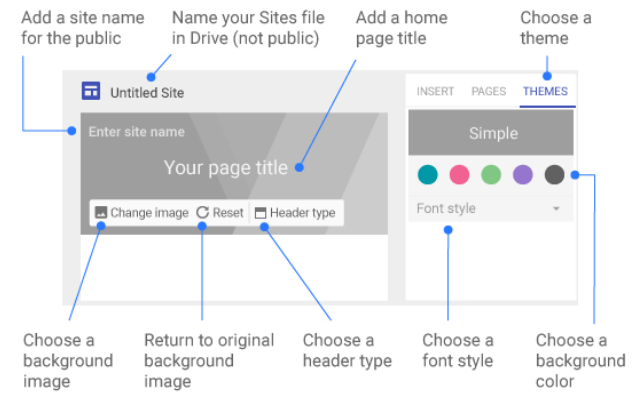 Add a site name
for the public
Name your Sites file
in Drive (not public)
Add a home
page title
Choose a
theme
Untitled Site
INSERT PAGES THEMES
Enter site name
Your page title
Simple
Change image Reset Header type
Font style
Choose a
background
image
Return to original
background
image
Choose a
header type
Choose a
font style
Choose a
background
color